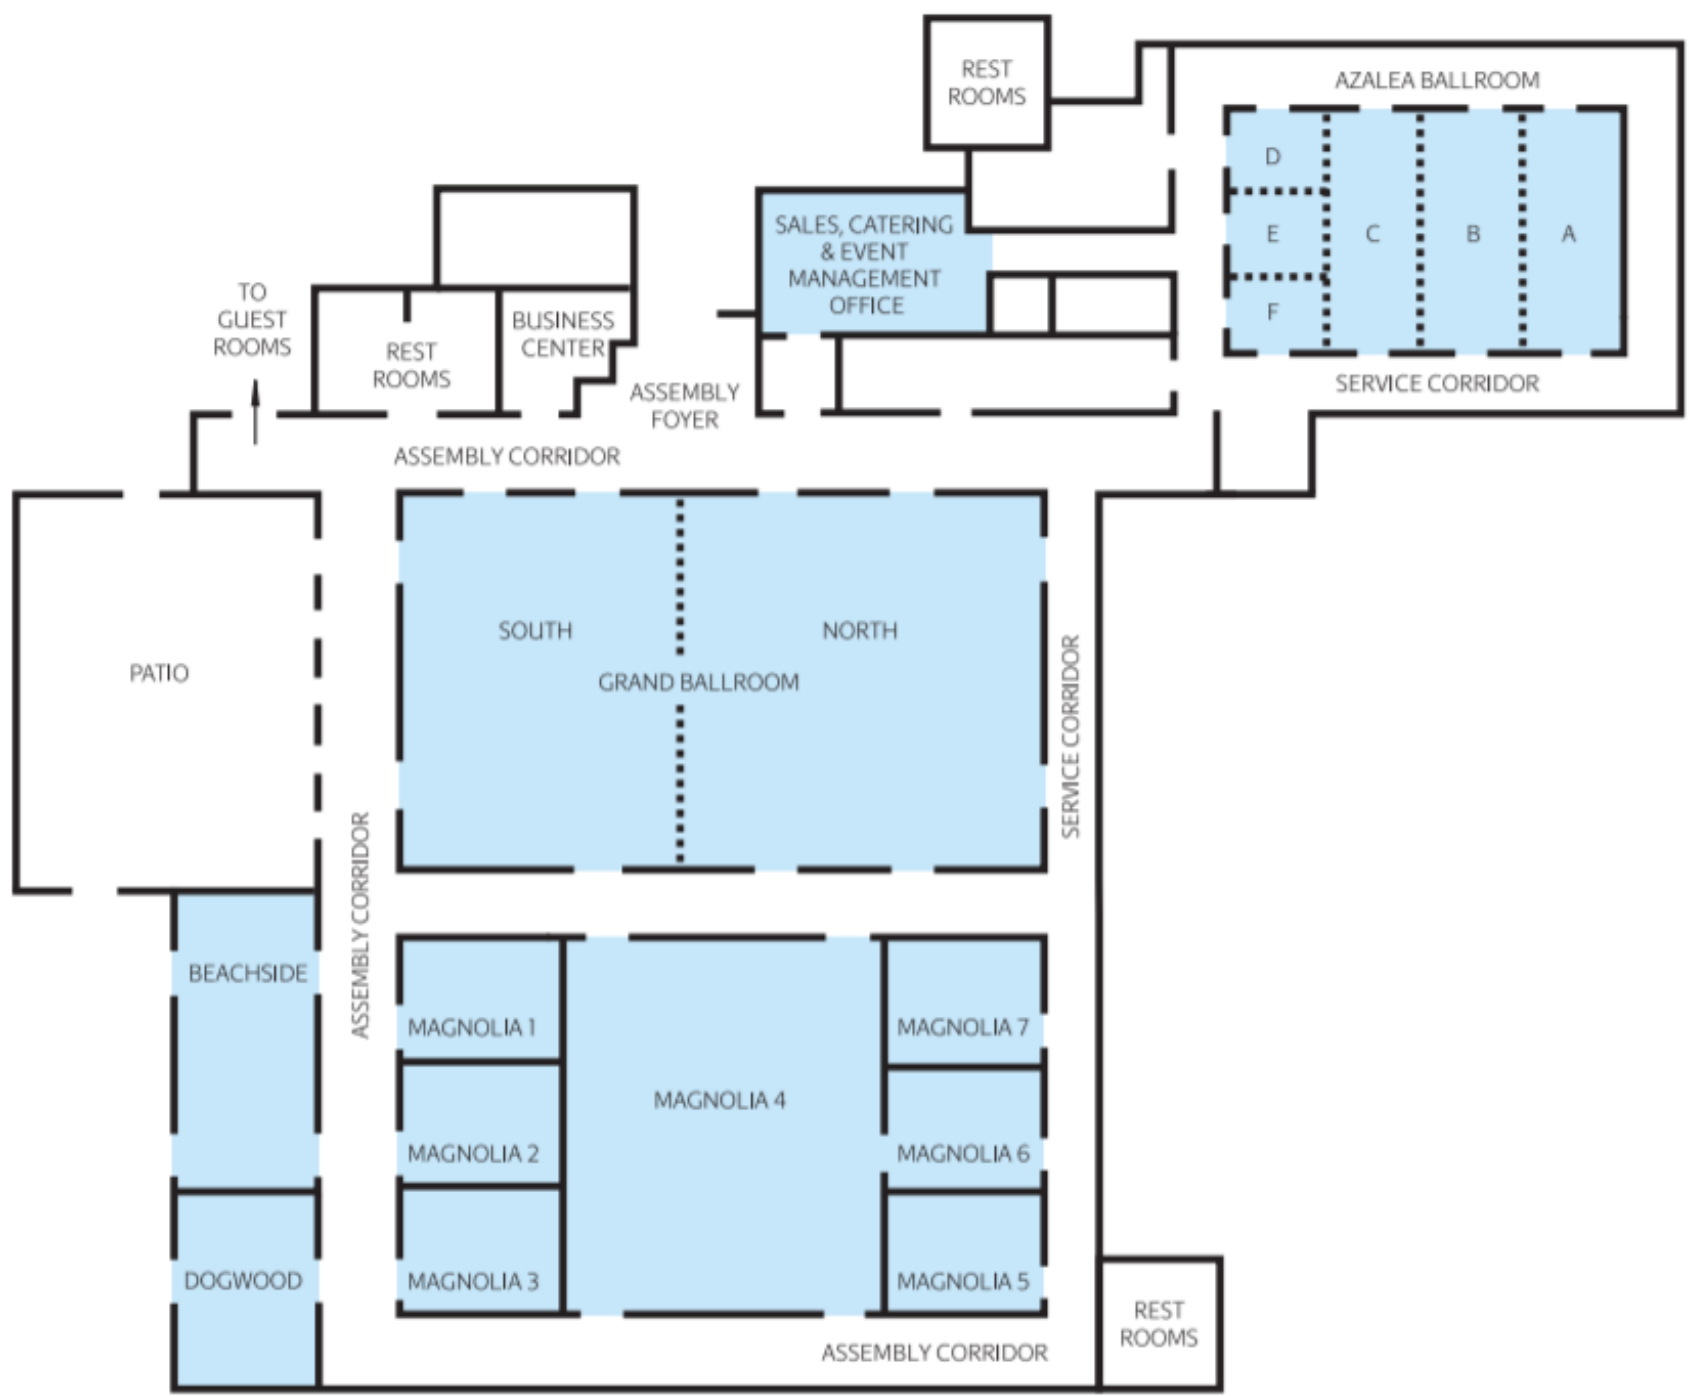 REST
ROOMS
AZALEA BALLROOM
D
E
F
C
B
A
SERVICE CORRIDOR
SALES, CATERING
& EVENT
MANAGEMENT
OFFICE
TO
GUEST
ROOMS
REST
ROOMS
BUSINESS
CENTER
ASSEMBLY
FOYER
ASSEMBLY CORRIDOR
PATIO
SOUTH
NORTH
GRAND BALLROOM
SERVICE CORRIDOR
ASSEMBLY CORRIDOR
BEACHSIDE
DOGWOOD
MAGNOLIA 1
MAGNOLIA 2
MAGNOLIA 3
MAGNOLIA 4
MAGNOLIA 7
MAGNOLIA 6
MAGNOLIA 5
ASSEMBLY CORRIDOR
REST
ROOMS